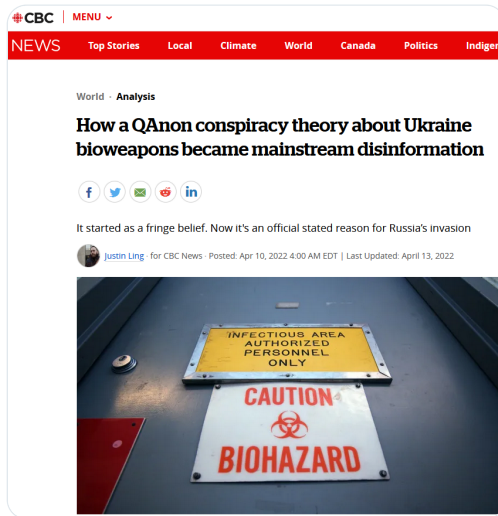 CBC MENU
NEWS Top Stories Local Climate World Canada Politics Indiger
World · Analysis
How a QAnon conspiracy theory about Ukraine
bioweapons became mainstream disinformation
It started as a fringe belief. Now it's an official stated reason for Russia's invasion
Justin Ling · for CBC News · Posted: Apr 10, 2022 4:00 AM EDT | Last Updated: April 13, 2022
INFECTIOUS AREA
AUTHORIZED
PERSONNEL
ONLY
CAUTION
BIOHAZARD